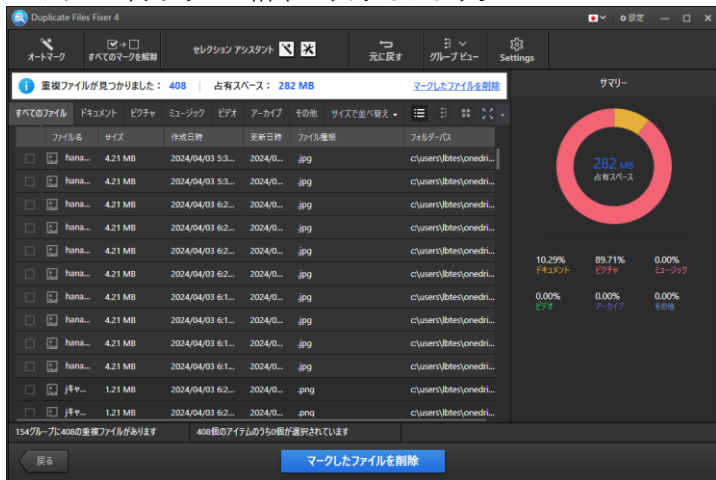 Duplicate Files Fixer 4
設定
オートマーク
すべてのマークを解除
セレクション アシスタント
元に戻す
グループ ビュー
Settings
重複ファイルが見つかりました： 408 | 占有スペース： 282 MB
マークしたファイルを削除
サマリー
すべてのファイル ドキュメント ピクチャ ミュージック ビデオ アーカイブ その他 サイズで並べ替え
ファイル名 サイズ 作成日時 更新日時 ファイル種類 フォルダーパス
hana... 4.21 MB 2024/04/03 5:3... 2024/0... .jpg c:\users\lbtes\onedri...
hana... 4.21 MB 2024/04/03 5:3... 2024/0... .jpg c:\users\lbtes\onedri...
hana... 4.21 MB 2024/04/03 6:2... 2024/0... .jpg c:\users\lbtes\onedri...
hana... 4.21 MB 2024/04/03 6:2... 2024/0... .jpg c:\users\lbtes\onedri...
hana... 4.21 MB 2024/04/03 6:2... 2024/0... .jpg c:\users\lbtes\onedri...
hana... 4.21 MB 2024/04/03 6:2... 2024/0... .jpg c:\users\lbtes\onedri...
hana... 4.21 MB 2024/04/03 6:1... 2024/0... .jpg c:\users\lbtes\onedri...
hana... 4.21 MB 2024/04/03 6:1... 2024/0... .jpg c:\users\lbtes\onedri...
hana... 4.21 MB 2024/04/03 6:1... 2024/0... .jpg c:\users\lbtes\onedri...
jキャ... 1.21 MB 2024/04/03 6:2... 2024/0... .png c:\users\lbtes\onedri...
jキャ... 1.21 MB 2024/04/03 6:2... 2024/0... .png c:\users\lbtes\onedri...
282 MB
占有スペース
10.29% 89.71% 0.00%
ドキュメント ピクチャ ミュージック
0.00% 0.00% 0.00%
ビデオ アーカイブ その他
154グループに408の重複ファイルがあります
408個のアイテムのうち0個が選択されています
戻る
マークしたファイルを削除